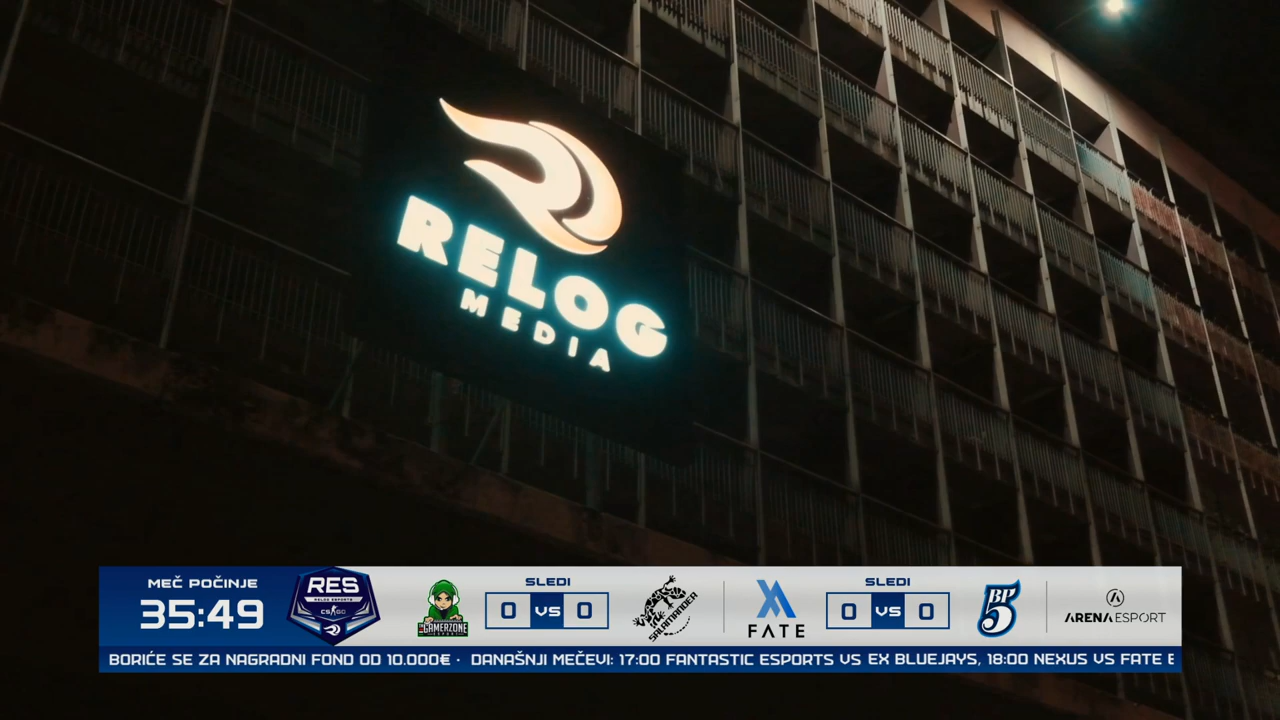 RELOG
MEDIA
MEČ POČINJE
35:49
RES
RELOG ESPORTS
CS:GO
GAMERZONE
ESPORT
SLEDI
0 VS 0
SALAMANDER
FATE
SLEDI
0 VS 0
BP
5
ARENA ESPORT
BORIĆE SE ZA NAGRADNI FOND OD 10.000€ · DANAŠNJI MEČEVI: 17:00 FANTASTIC ESPORTS VS EX BLUEJAYS, 18:00 NEXUS VS FATE E